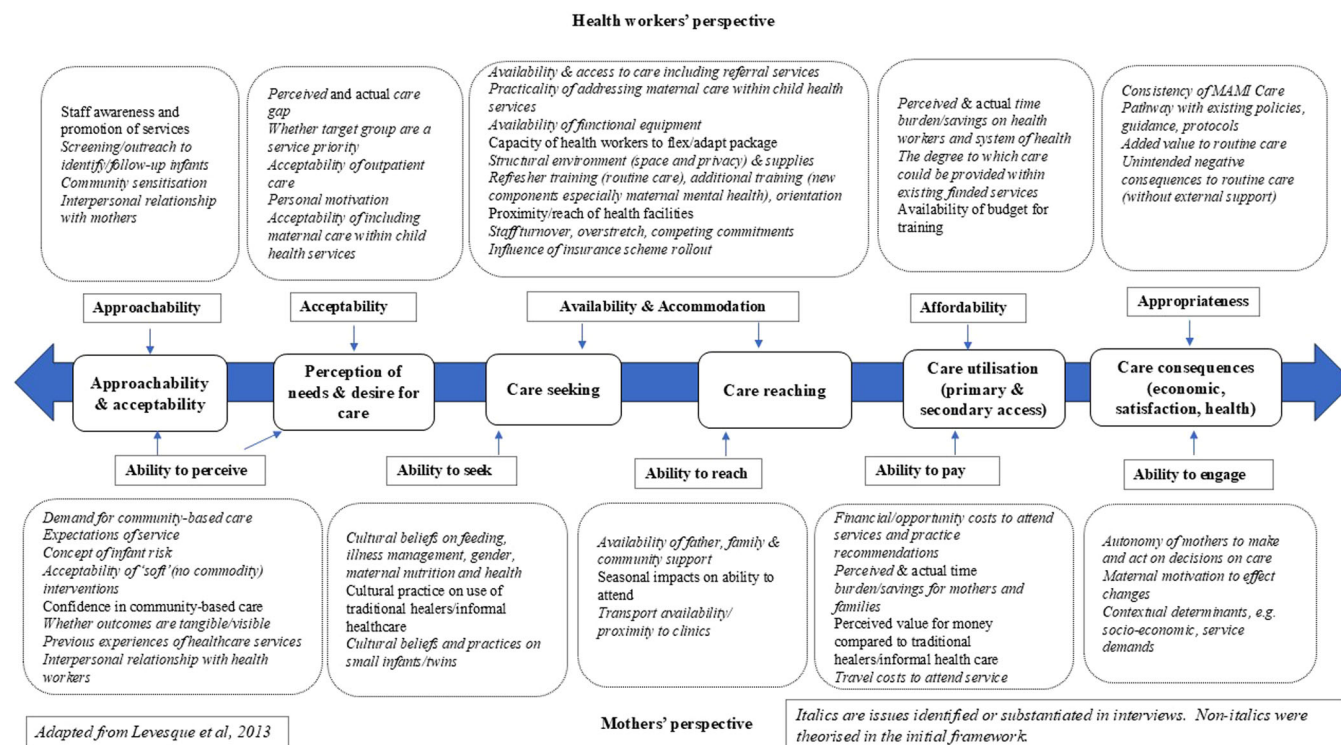 Health workers’ perspective
Staff awareness and
promotion of services
Screening/outreach to
identify/follow-up infants
Community sensitisation
Interpersonal relationship
with mothers
Perceived and actual care
gap
Whether target group are a
service priority
Acceptability of outpatient
care
Personal motivation
Acceptability of including
maternal care within child
health services
Availability & access to care including referral services
Practicality of addressing maternal care within child health
services
Availability of functional equipment
Capacity of health workers to flex/adapt package
Structural environment (space and privacy) & supplies
Refresher training (routine care), additional training (new
components especially maternal mental health), orientation
Proximity/reach of health facilities
Staff turnover, overstretch, competing commitments
Influence of insurance scheme rollout
Perceived & actual time
burden/savings on health
workers and system of health
The degree to which care
could be provided within
existing funded services
Availability of budget for
training
Consistency of MAMI Care
Pathway with existing policies,
guidance, protocols
Added value to routine care
Unintended negative
consequences to routine care
(without external support)
Approachability
Acceptability
Availability & Accommodation
Affordability
Appropriateness
Approachability
& acceptability
Perception of
needs & desire for
care
Care seeking
Care reaching
Care utilisation
(primary &
secondary access)
Care consequences
(economic,
satisfaction, health)
Ability to perceive
Ability to seek
Ability to reach
Ability to pay
Ability to engage
Demand for community-based care
Expectations of service
Concept of infant risk
Acceptability of ‘soft’(no commodity)
interventions
Confidence in community-based care
Whether outcomes are tangible/visible
Previous experiences of healthcare services
Interpersonal relationship with health
workers
Cultural beliefs on feeding,
illness management, gender,
maternal nutrition and health
Cultural practice on use of
traditional healers/informal
healthcare
Cultural beliefs and practices on
small infants/twins
Availability of father, family &
community support
Seasonal impacts on ability to
attend
Transport availability/
proximity to clinics
Financial/opportunity costs to attend
services and practice
recommendations
Perceived & actual time
burden/savings for mothers and
families
Perceived value for money
compared to traditional
healers/informal health care
Travel costs to attend service
Autonomy of mothers to make
and act on decisions on care
Maternal motivation to effect
changes
Contextual determinants, e.g.
socio-economic, service
demands
Adapted from Levesque et al, 2013
Mothers’ perspective
Italics are issues identified or substantiated in interviews. Non-italics were
theorised in the initial framework.